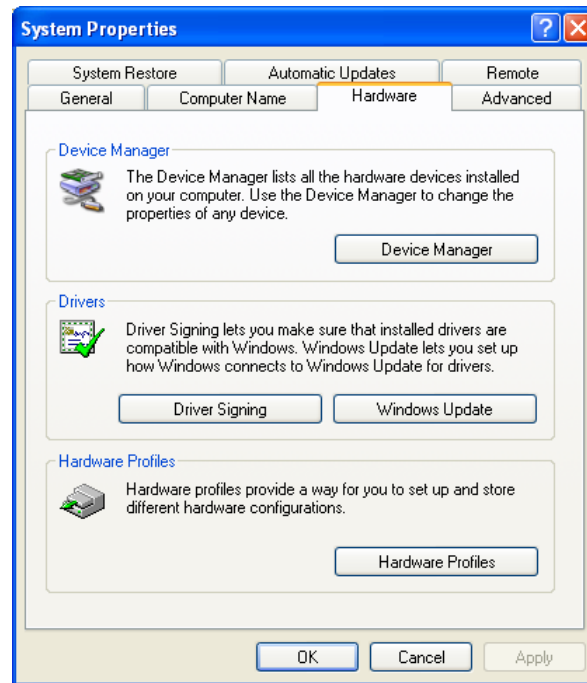 System Properties
System Restore
Automatic Updates
Remote
General
Computer Name
Hardware
Advanced
Device Manager
The Device Manager lists all the hardware devices installed
on your computer. Use the Device Manager to change the
properties of any device.
Device Manager
Drivers
Driver Signing lets you make sure that installed drivers are
compatible with Windows. Windows Update lets you set up
how Windows connects to Windows Update for drivers.
Driver Signing
Windows Update
Hardware Profiles
Hardware profiles provide a way for you to set up and store
different hardware configurations.
Hardware Profiles
OK
Cancel
Apply